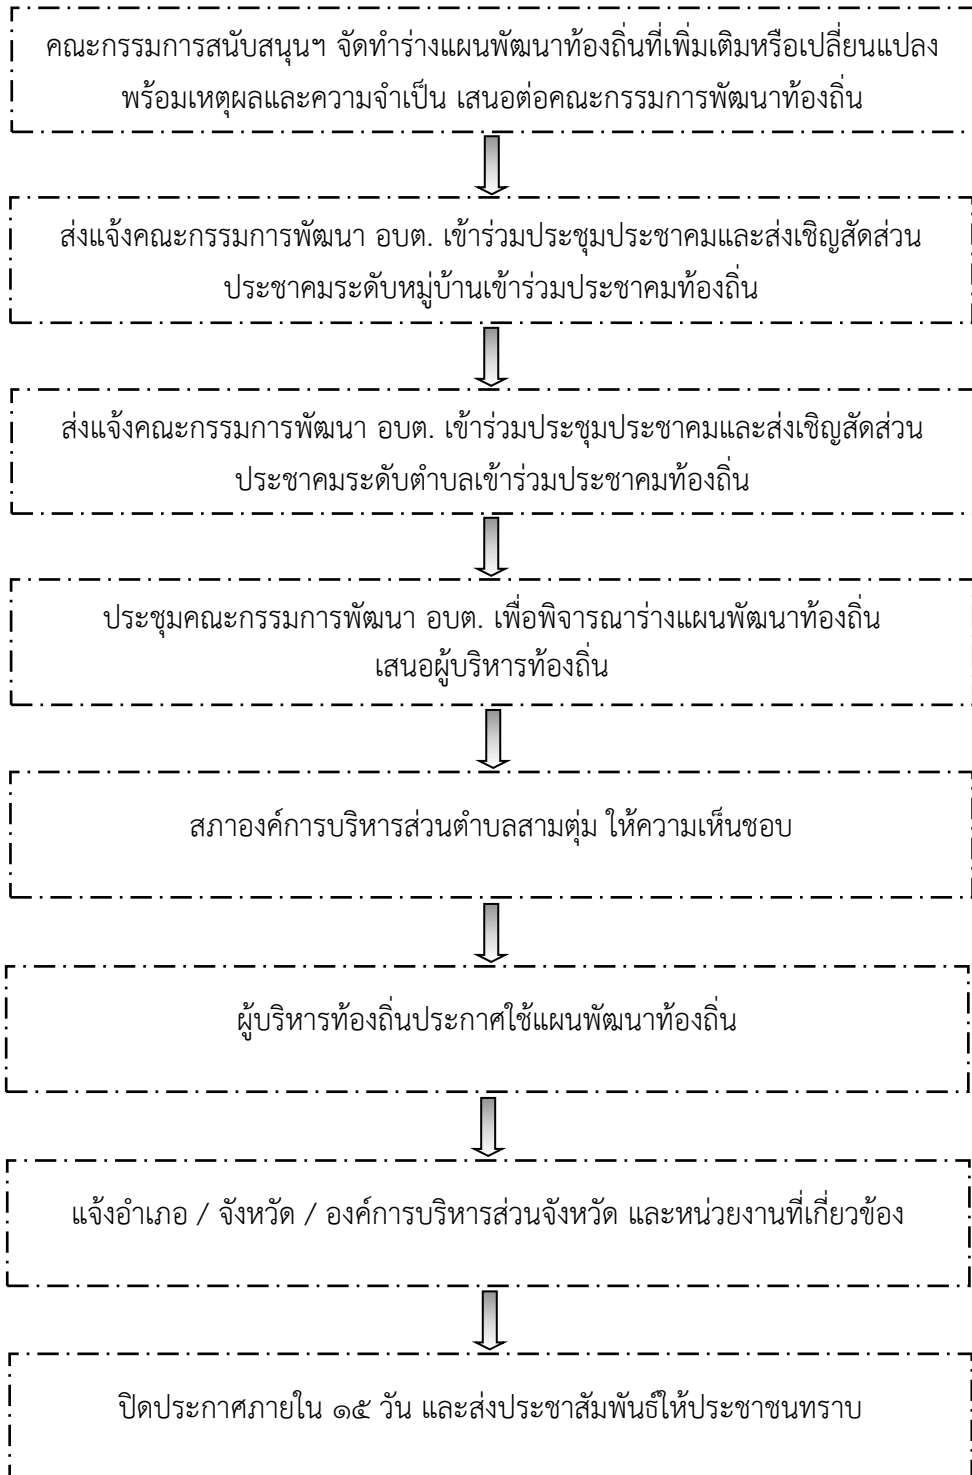 คณะกรรมการสนับสนุนฯ จัดทำร่างแผนพัฒนาท้องถิ่นที่เพิ่มเติมหรือเปลี่ยนแปลง
พร้อมเหตุผลและความจำเป็น เสนอต่อคณะกรรมการพัฒนาท้องถิ่น
ส่งแจ้งคณะกรรมการพัฒนา อบต. เข้าร่วมประชุมประชาคมและส่งเชิญสัดส่วน
ประชาคมระดับหมู่บ้านเข้าร่วมประชาคมท้องถิ่น
ส่งแจ้งคณะกรรมการพัฒนา อบต. เข้าร่วมประชุมประชาคมและส่งเชิญสัดส่วน
ประชาคมระดับตำบลเข้าร่วมประชาคมท้องถิ่น
ประชุมคณะกรรมการพัฒนา อบต. เพื่อพิจารณาร่างแผนพัฒนาท้องถิ่น
เสนอผู้บริหารท้องถิ่น
สภาองค์การบริหารส่วนตำบลสามตุ่ม ให้ความเห็นชอบ
ผู้บริหารท้องถิ่นประกาศใช้แผนพัฒนาท้องถิ่น
แจ้งอำเภอ / จังหวัด / องค์การบริหารส่วนจังหวัด และหน่วยงานที่เกี่ยวข้อง
ปิดประกาศภายใน ๑๕ วัน และส่งประชาสัมพันธ์ให้ประชาชนทราบ